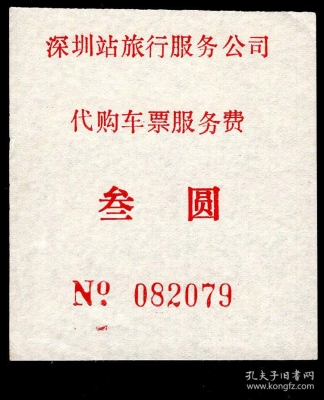 深圳站旅行服务公司
代购车票服务费
叁 圆
Nº 082079
孔夫子旧书网
www.kongfz.com